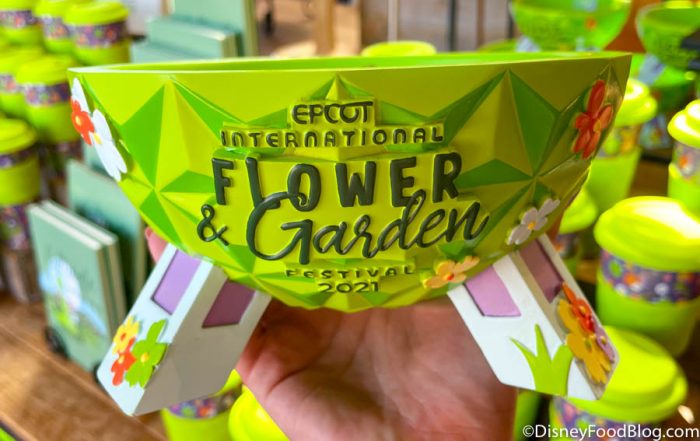 EPCOT
INTERNATIONAL
FLOWER
& Garden
FESTIVAL
2021
©DisneyFoodBlog.com